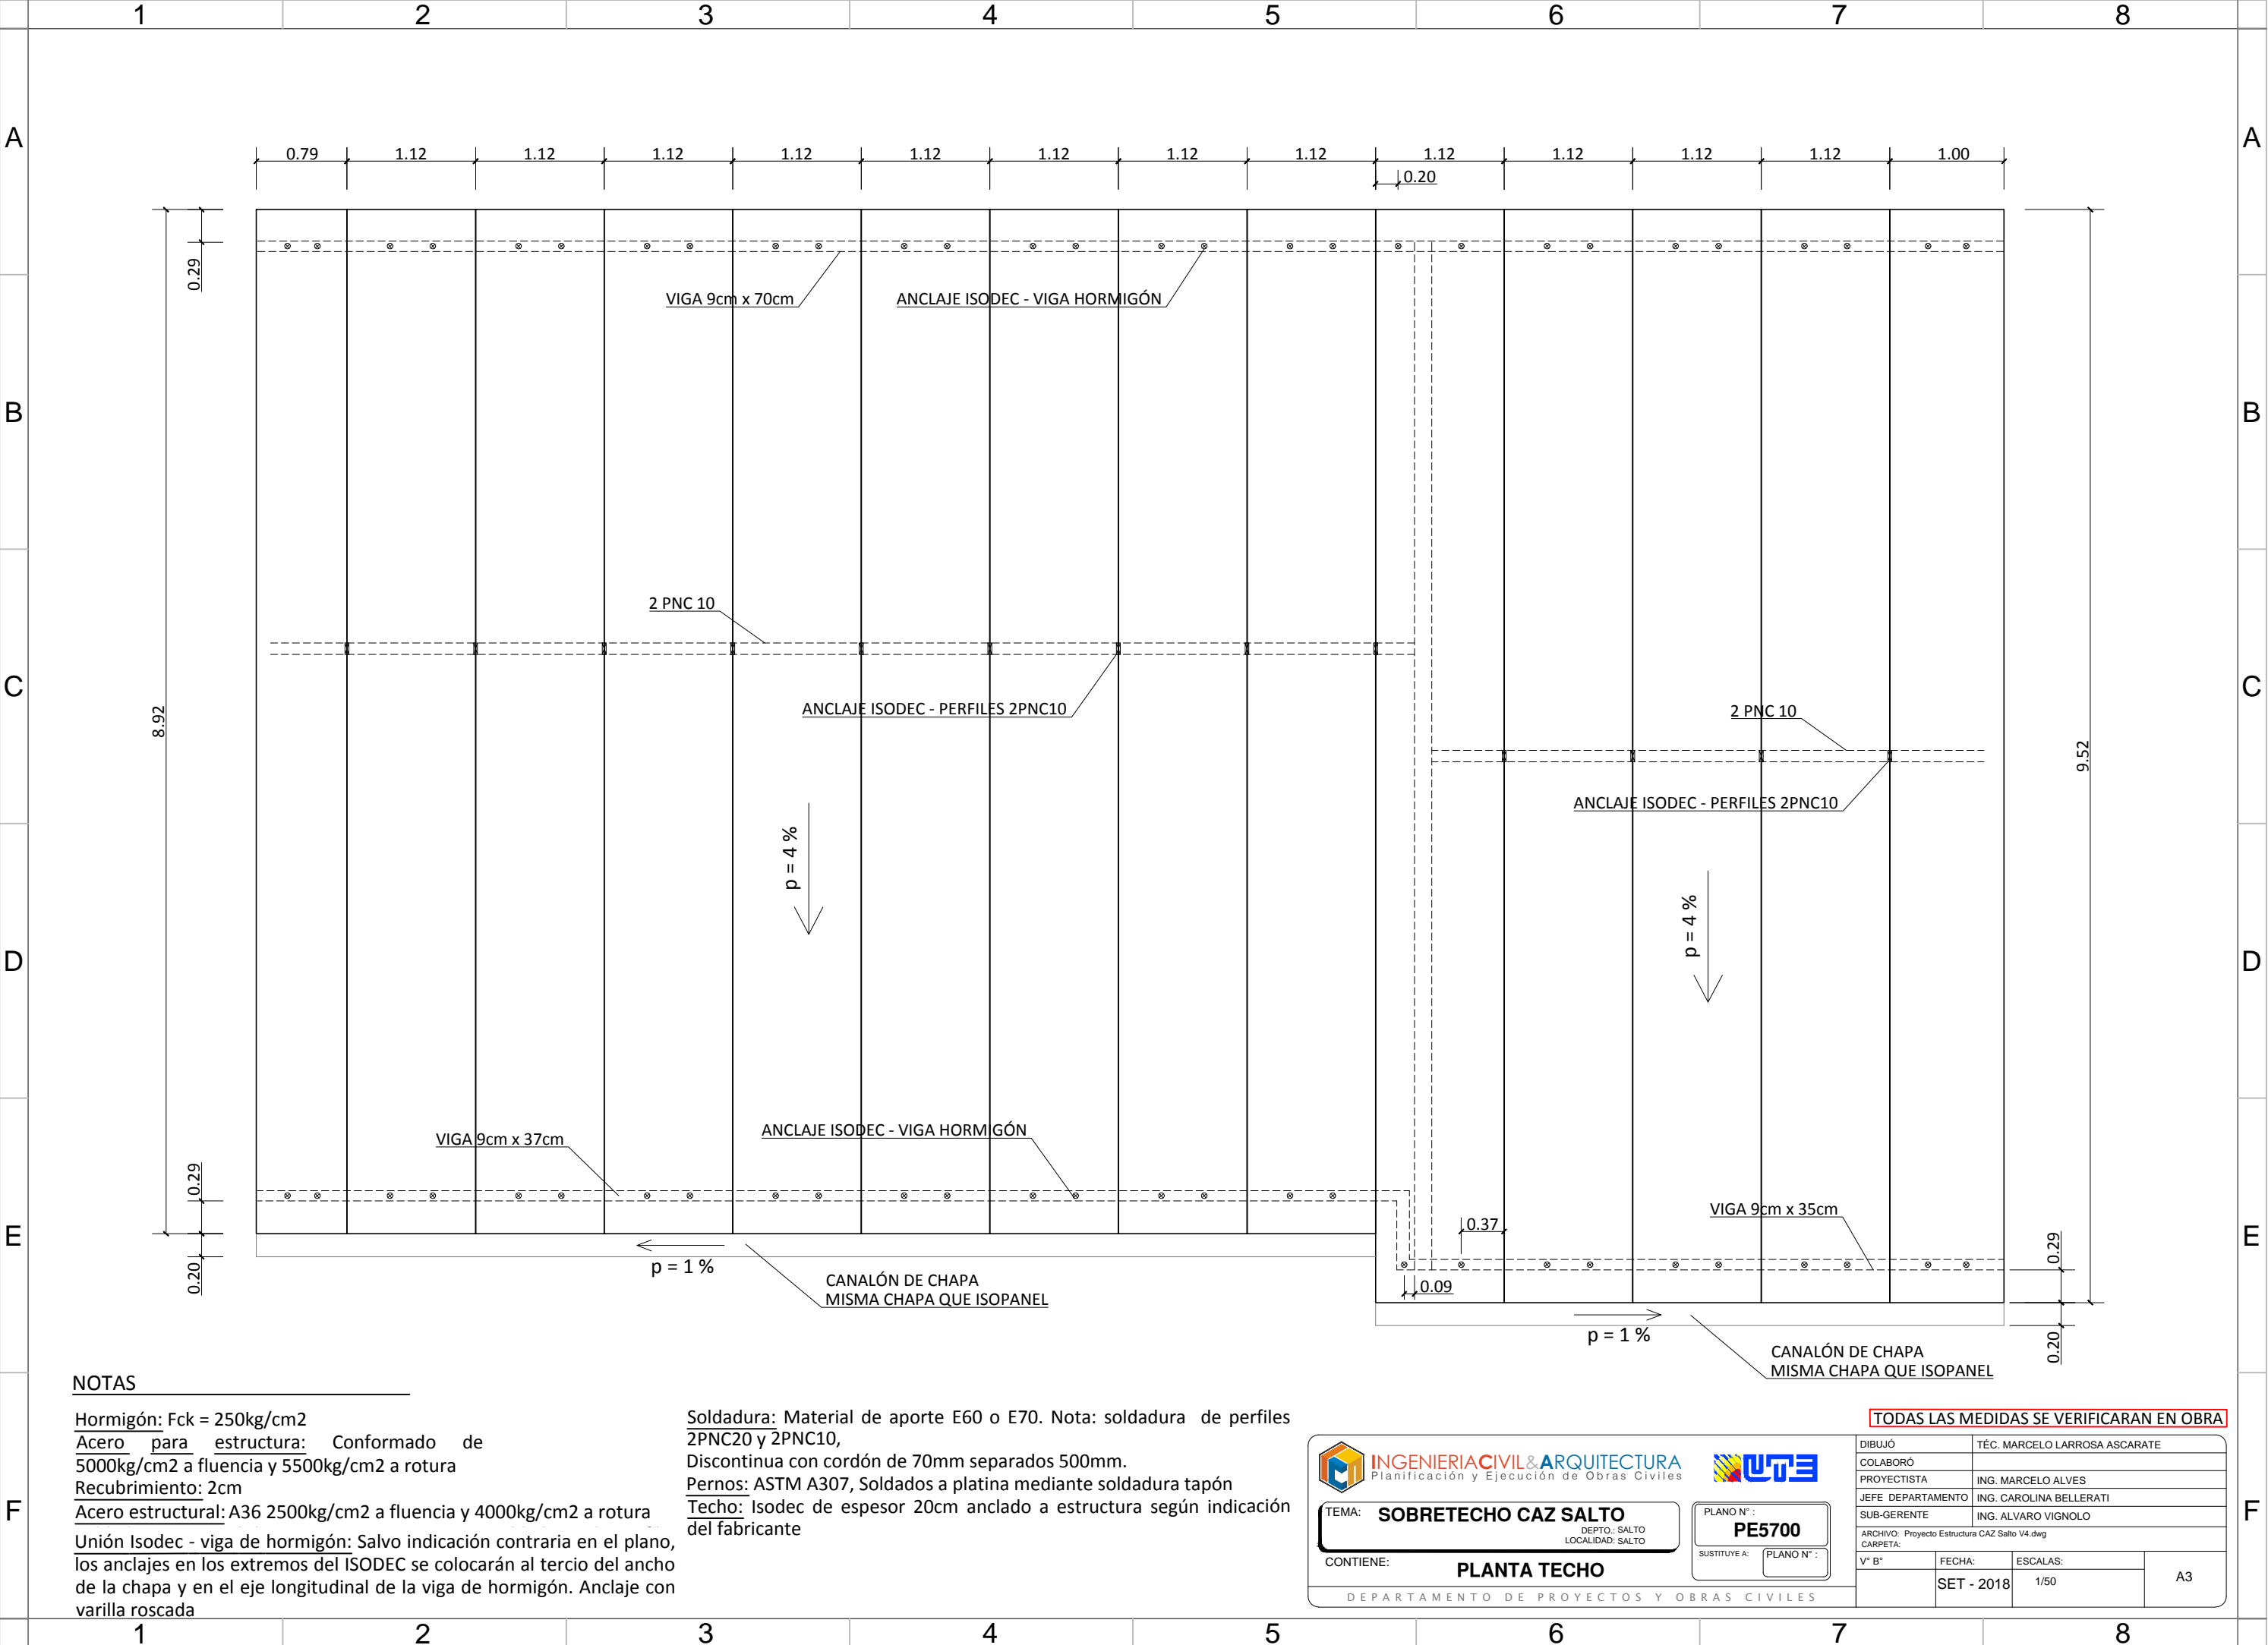 1 2 3 4 5 6 7 8
A A
0.79 1.12 1.12 1.12 1.12 1.12 1.12 1.12 1.12 1.12 1.12 1.12 1.12 1.00
0.20
0.29
VIGA 9cm x 70cm
ANCLAJE ISODEC - VIGA HORMIGÓN
B B
2 PNC 10
C C
ANCLAJE ISODEC - PERFILES 2PNC10
2 PNC 10
8.92
9.52
ANCLAJE ISODEC - PERFILES 2PNC10
p = 4 %
p = 4 %
D D
VIGA 9cm x 37cm
ANCLAJE ISODEC - VIGA HORMIGÓN
0.29
VIGA 9cm x 35cm
0.37
E E
0.29
p = 1 %
0.20
CANALÓN DE CHAPA
MISMA CHAPA QUE ISOPANEL
0.09
p = 1 %
0.20
CANALÓN DE CHAPA
MISMA CHAPA QUE ISOPANEL
NOTAS
Hormigón: Fck = 250kg/cm2
Acero para estructura: Conformado de
5000kg/cm2 a fluencia y 5500kg/cm2 a rotura
Recubrimiento: 2cm
Acero estructural: A36 2500kg/cm2 a fluencia y 4000kg/cm2 a rotura
Unión Isodec - viga de hormigón: Salvo indicación contraria en el plano,
los anclajes en los extremos del ISODEC se colocarán al tercio del ancho
de la chapa y en el eje longitudinal de la viga de hormigón. Anclaje con
varilla roscada
Soldadura: Material de aporte E60 o E70. Nota: soldadura de perfiles
2PNC20 y 2PNC10,
Discontinua con cordón de 70mm separados 500mm.
Pernos: ASTM A307, Soldados a platina mediante soldadura tapón
Techo: Isodec de espesor 20cm anclado a estructura según indicación
del fabricante
TODAS LAS MEDIDAS SE VERIFICARAN EN OBRA
INGENIERIACIVIL&ARQUITECTURA
Planificación y Ejecución de Obras Civiles
UTE
TEMA: SOBRETECHO CAZ SALTO
DEPTO.: SALTO
LOCALIDAD: SALTO
CONTIENE: PLANTA TECHO
PLANO N° :
PE5700
SUSTITUYE A: PLANO N° :
DEPARTAMENTO DE PROYECTOS Y OBRAS CIVILES
DIBUJÓ TÉC. MARCELO LARROSA ASCARATE
COLABORÓ
PROYECTISTA ING. MARCELO ALVES
JEFE DEPARTAMENTO ING. CAROLINA BELLERATI
SUB-GERENTE ING. ALVARO VIGNOLO
ARCHIVO: Proyecto Estructura CAZ Salto V4.dwg
CARPETA:
V° B° FECHA: ESCALAS:
SET - 2018 1/50 A3
F F
1 2 3 4 5 6 7 8